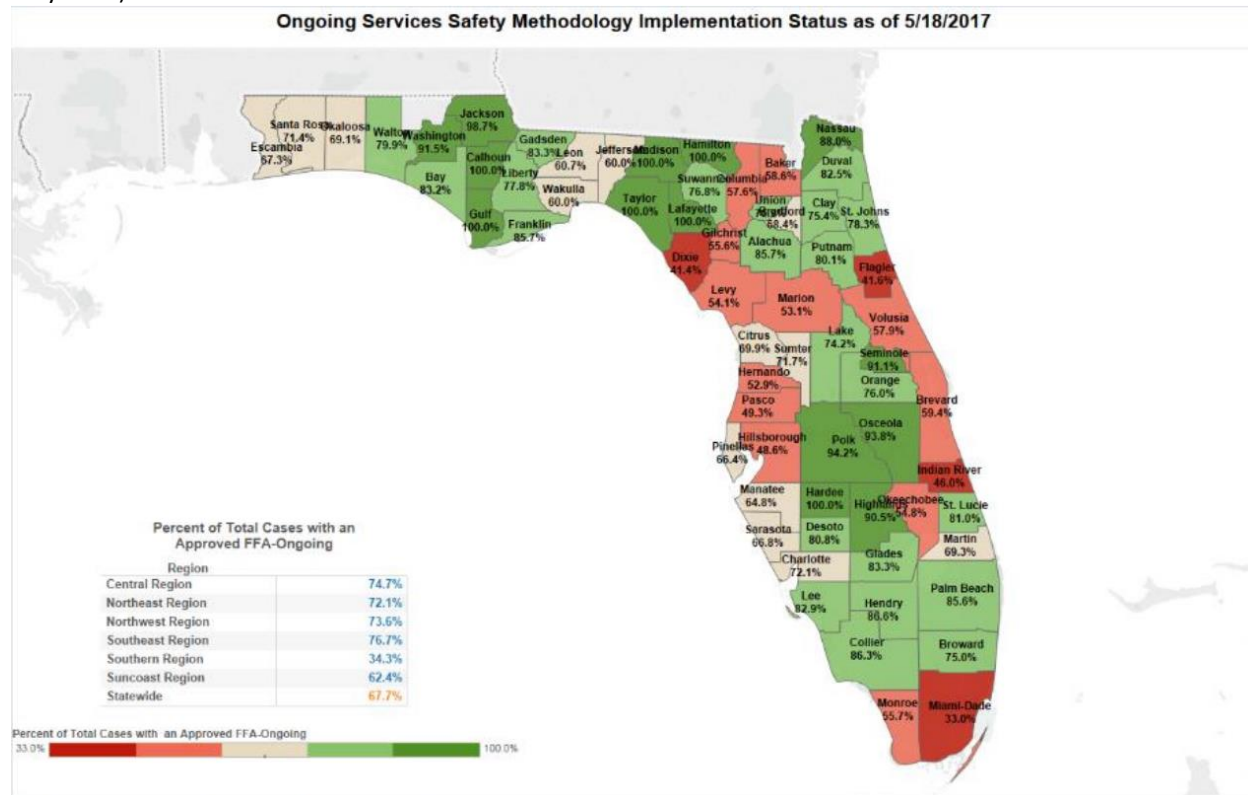 Ongoing Services Safety Methodology Implementation Status as of 5/18/2017
Jackson
98.7%
Santa Rosa
71.4%
Okaloosa
69.1%
Escambia
67.3%
Walton
79.9%
Washington
91.5%
Bay
83.2%
Calhoun
100.0%
Gulf
100.0%
Gadsden
83.3%
Liberty
77.8%
Franklin
85.7%
Leon
60.7%
Wakulla
60.0%
Jefferson
60.0%
Madison
100.0%
Taylor
100.0%
Hamilton
100.0%
Suwannee
76.8%
Lafayette
100.0%
Columbia
57.6%
Baker
58.6%
Nassau
88.0%
Duval
82.5%
Union
Bradford
68.4%
Clay
75.4%
St. Johns
78.3%
Gilchrist
55.6%
Alachua
85.7%
Putnam
80.1%
Dixie
41.4%
Flagler
41.6%
Levy
54.1%
Marion
53.1%
Volusia
57.9%
Citrus
69.9%
Sumter
71.7%
Lake
74.2%
Seminole
91.1%
Hernando
52.9%
Orange
76.0%
Pasco
49.3%
Brevard
59.4%
Osceola
93.8%
Polk
94.2%
Hillsborough
48.6%
Pinellas
66.4%
Indian River
46.0%
Manatee
64.8%
Hardee
100.0%
Highlands
90.5%
Okeechobee
54.8%
St. Lucie
81.0%
Sarasota
66.8%
Desoto
80.8%
Martin
69.3%
Charlotte
72.1%
Glades
83.3%
Lee
82.9%
Hendry
86.6%
Palm Beach
85.6%
Collier
86.3%
Broward
75.0%
Monroe
55.7%
Miami-Dade
33.0%
Percent of Total Cases with an
Approved FFA-Ongoing
Region
Central Region 74.7%
Northeast Region 72.1%
Northwest Region 73.6%
Southeast Region 76.7%
Southern Region 34.3%
Suncoast Region 62.4%
Statewide 67.7%
Percent of Total Cases with an Approved FFA-Ongoing
33.0% 100.0%